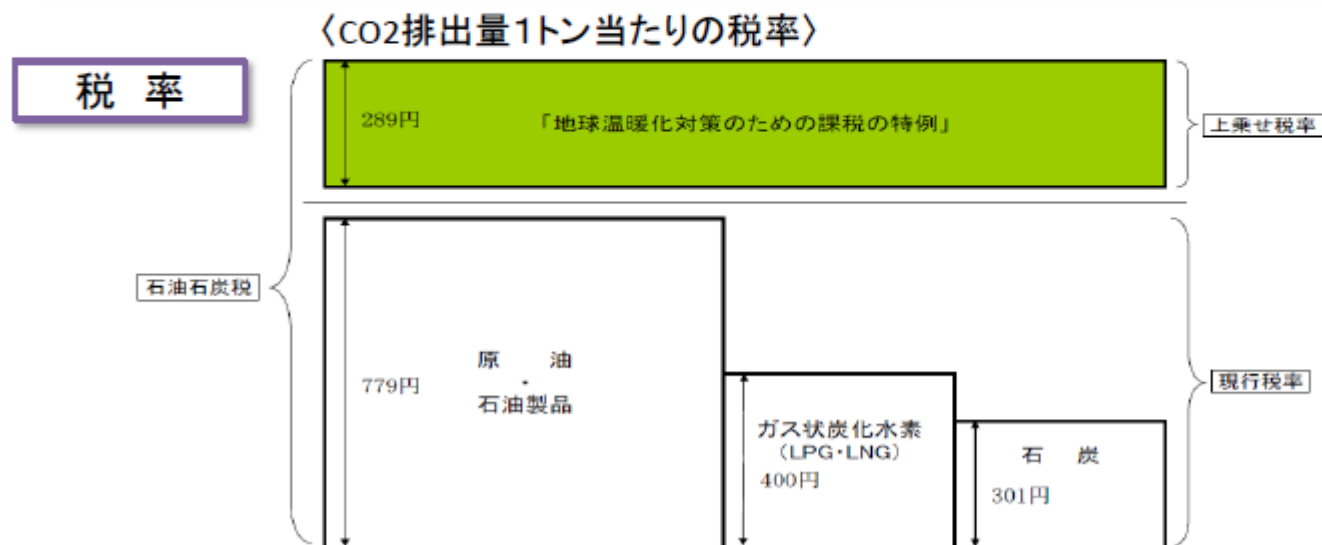 〈CO2排出量1トン当たりの税率〉
税 率
289円
「地球温暖化対策のための課税の特例」
上乗せ税率
石油石炭税
779円
原 油
・
石油製品
ガス状炭化水素
(LPG・LNG)
400円
石 炭
301円
現行税率